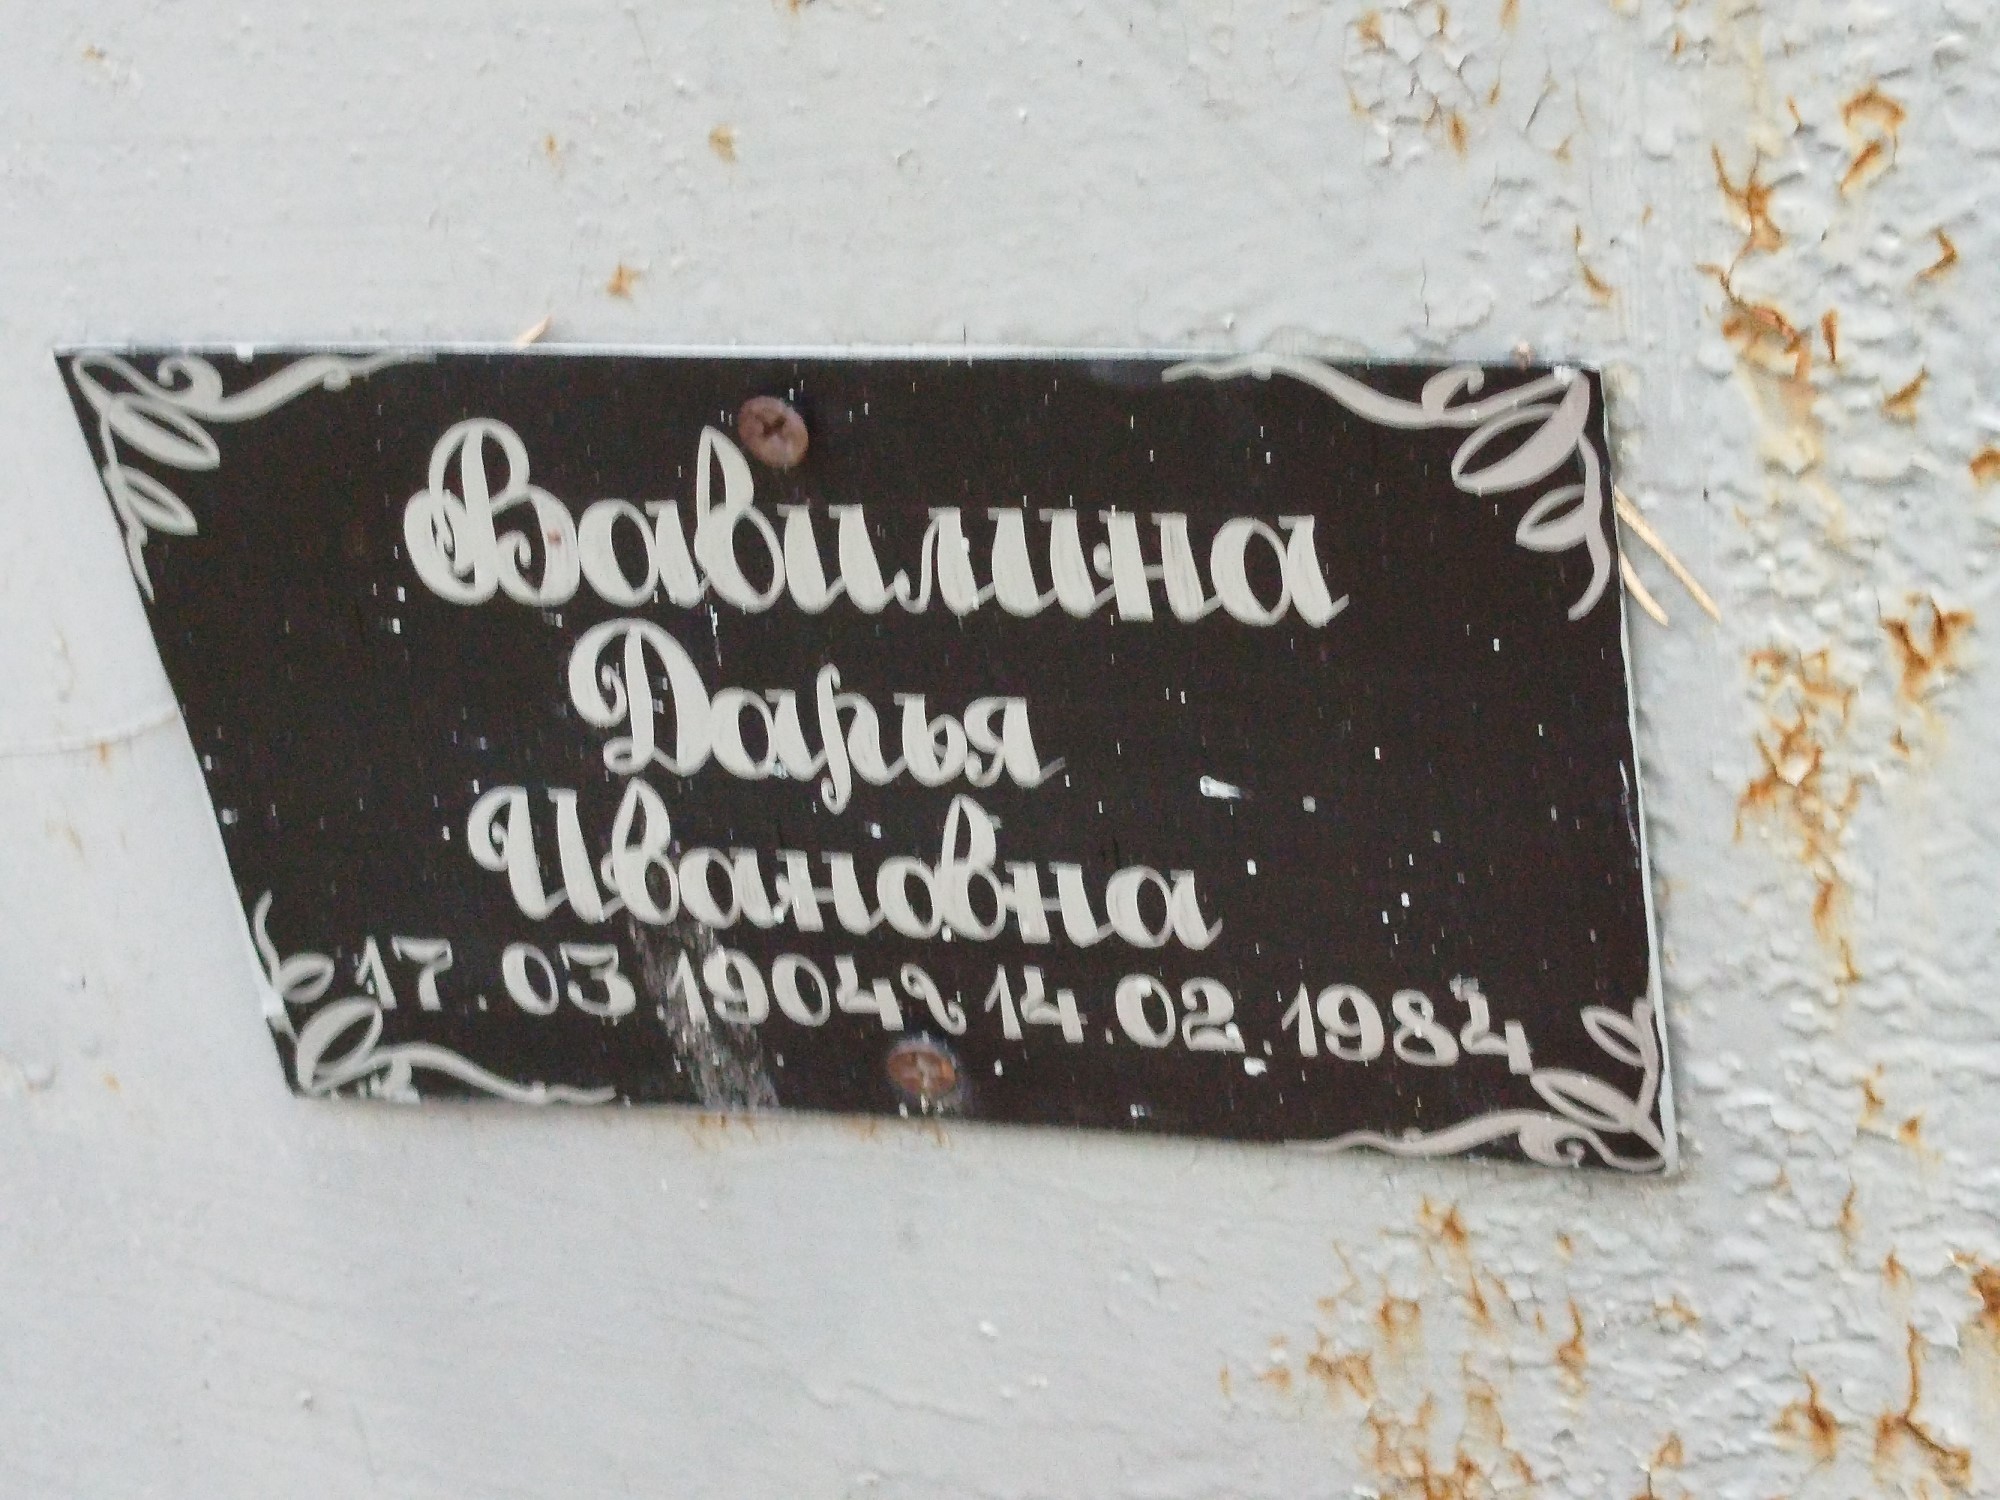 Вавилина
Дарья
Ивановна
17.03.1904 ~ 14.02.1984